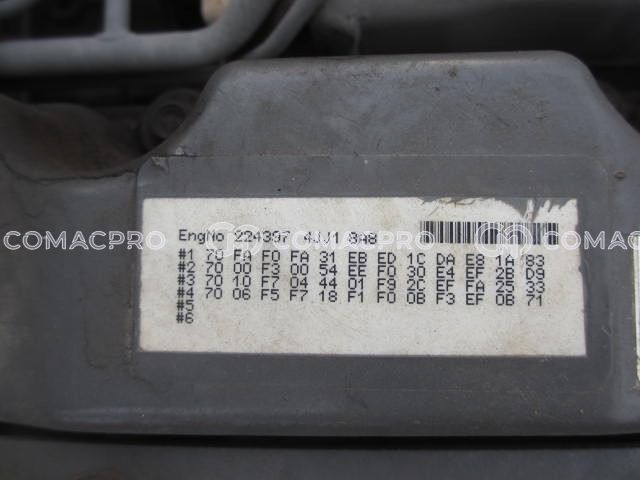 EngNo 224397 4JJ1 8A8
#1 70 FA F0 FA 31 EB ED 1C DA E8 1A 83
#2 70 00 F3 00 54 EE F0 30 E4 EF 2B D9
#3 70 10 F7 04 44 01 F9 2C EF FA 25 33
#4 70 06 F5 F7 18 F1 F0 0B F3 EF 0B 71
#5
#6
COMACPRO COMACPRO COMACPRO